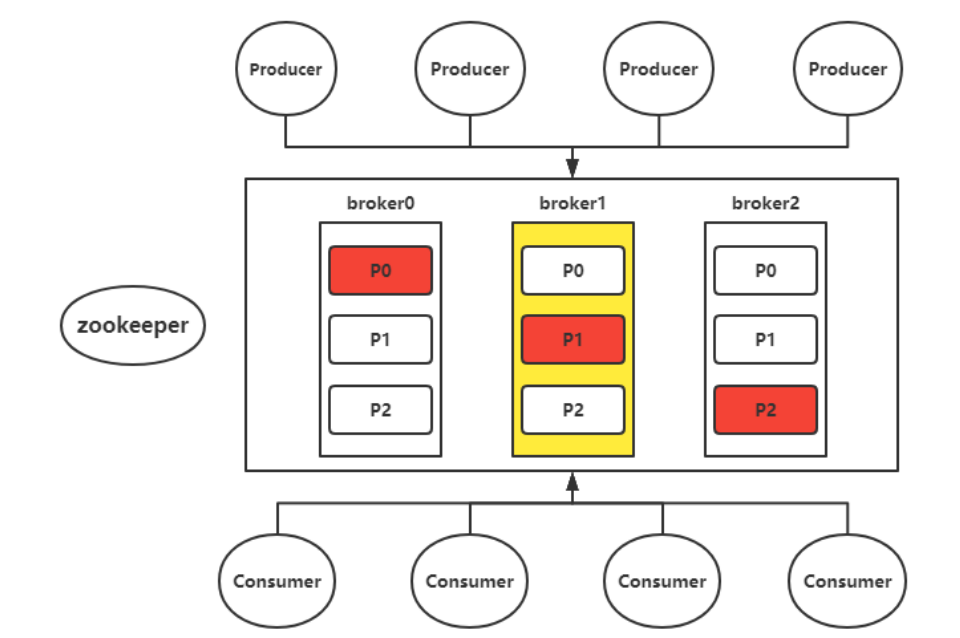 Producer
Producer
Producer
Producer
broker0
broker1
broker2
P0
P0
P0
zookeeper
P1
P1
P1
P2
P2
P2
Consumer
Consumer
Consumer
Consumer